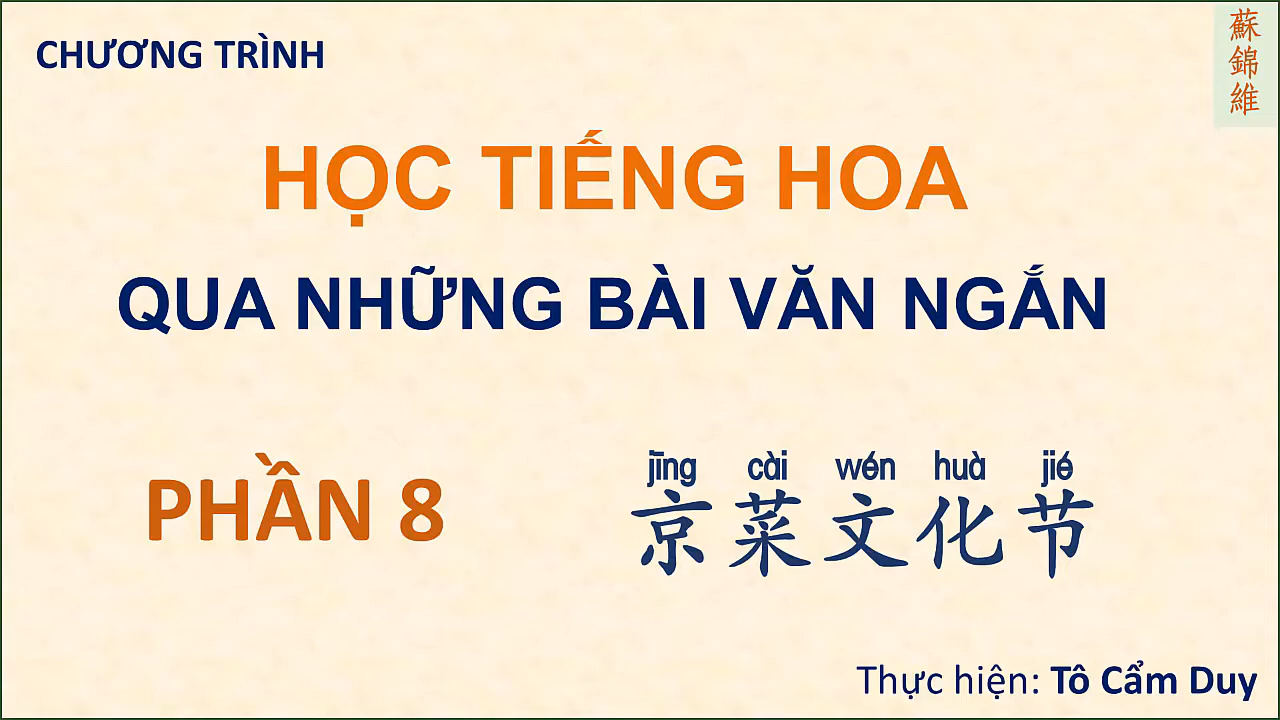 CHƯƠNG TRÌNH
蘇錦維
HỌC TIẾNG HOA
QUA NHỮNG BÀI VĂN NGẮN
PHẦN 8
jīng cài wén huà jié
京菜文化节
Thực hiện: Tô Cẩm Duy